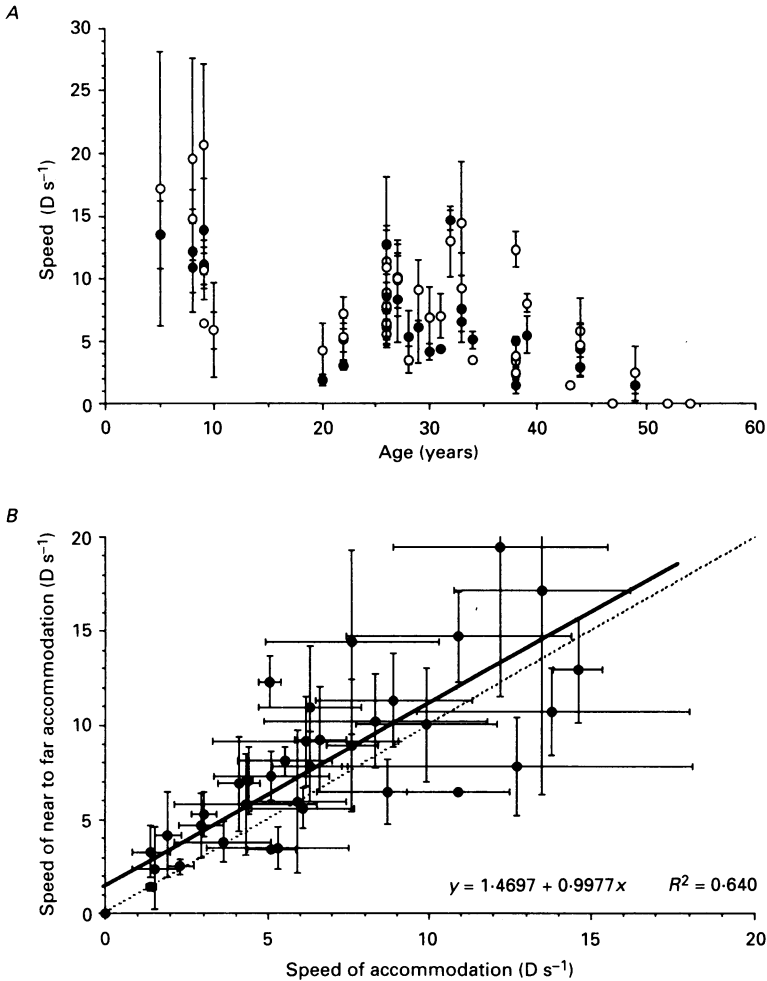 A
30
25
20
15
10
5
0
Speed (D s⁻¹)
0 10 20 30 40 50 60
Age (years)
B
20
15
10
5
0
Speed of near to far accommodation (D s⁻¹)
y = 1·4697 + 0·9977x R² = 0·640
0 5 10 15 20
Speed of accommodation (D s⁻¹)